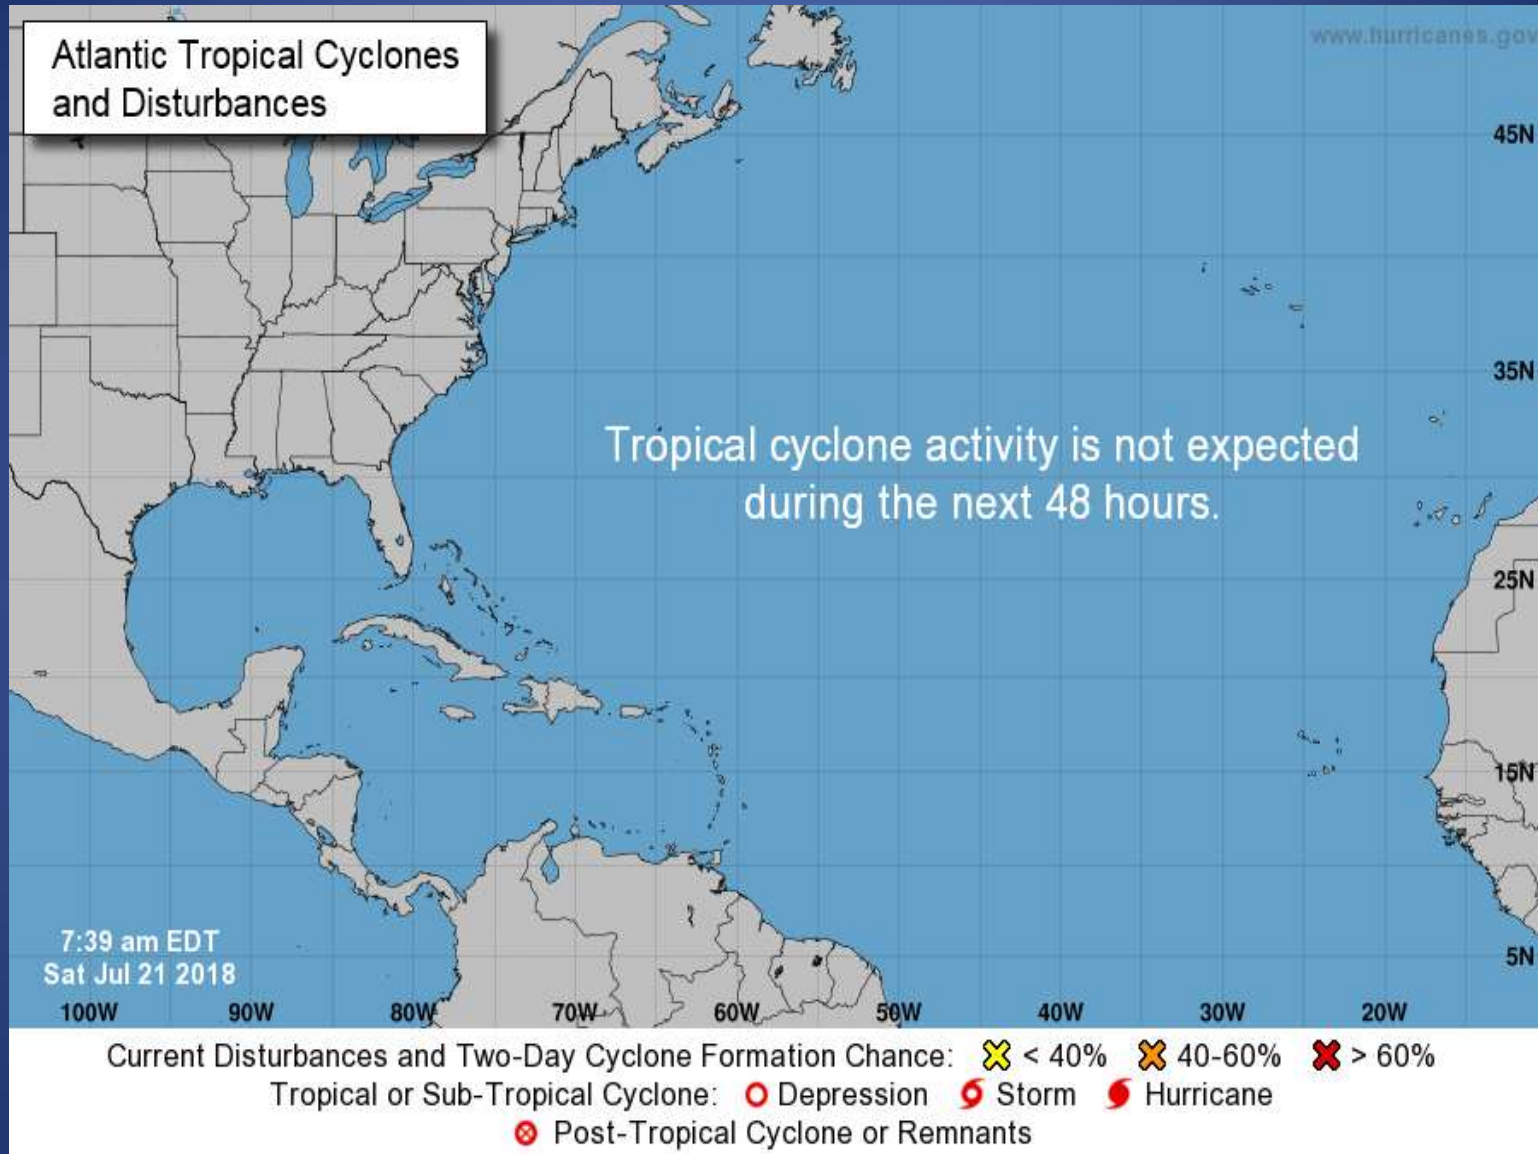 Atlantic Tropical Cyclones
and Disturbances
www.hurricanes.gov
45N
35N
Tropical cyclone activity is not expected
during the next 48 hours.
25N
15N
7:39 am EDT
Sat Jul 21 2018
5N
100W 90W 80W 70W 60W 50W 40W 30W 20W
Current Disturbances and Two-Day Cyclone Formation Chance: < 40% 40-60% > 60%
Tropical or Sub-Tropical Cyclone: Depression Storm Hurricane
Post-Tropical Cyclone or Remnants